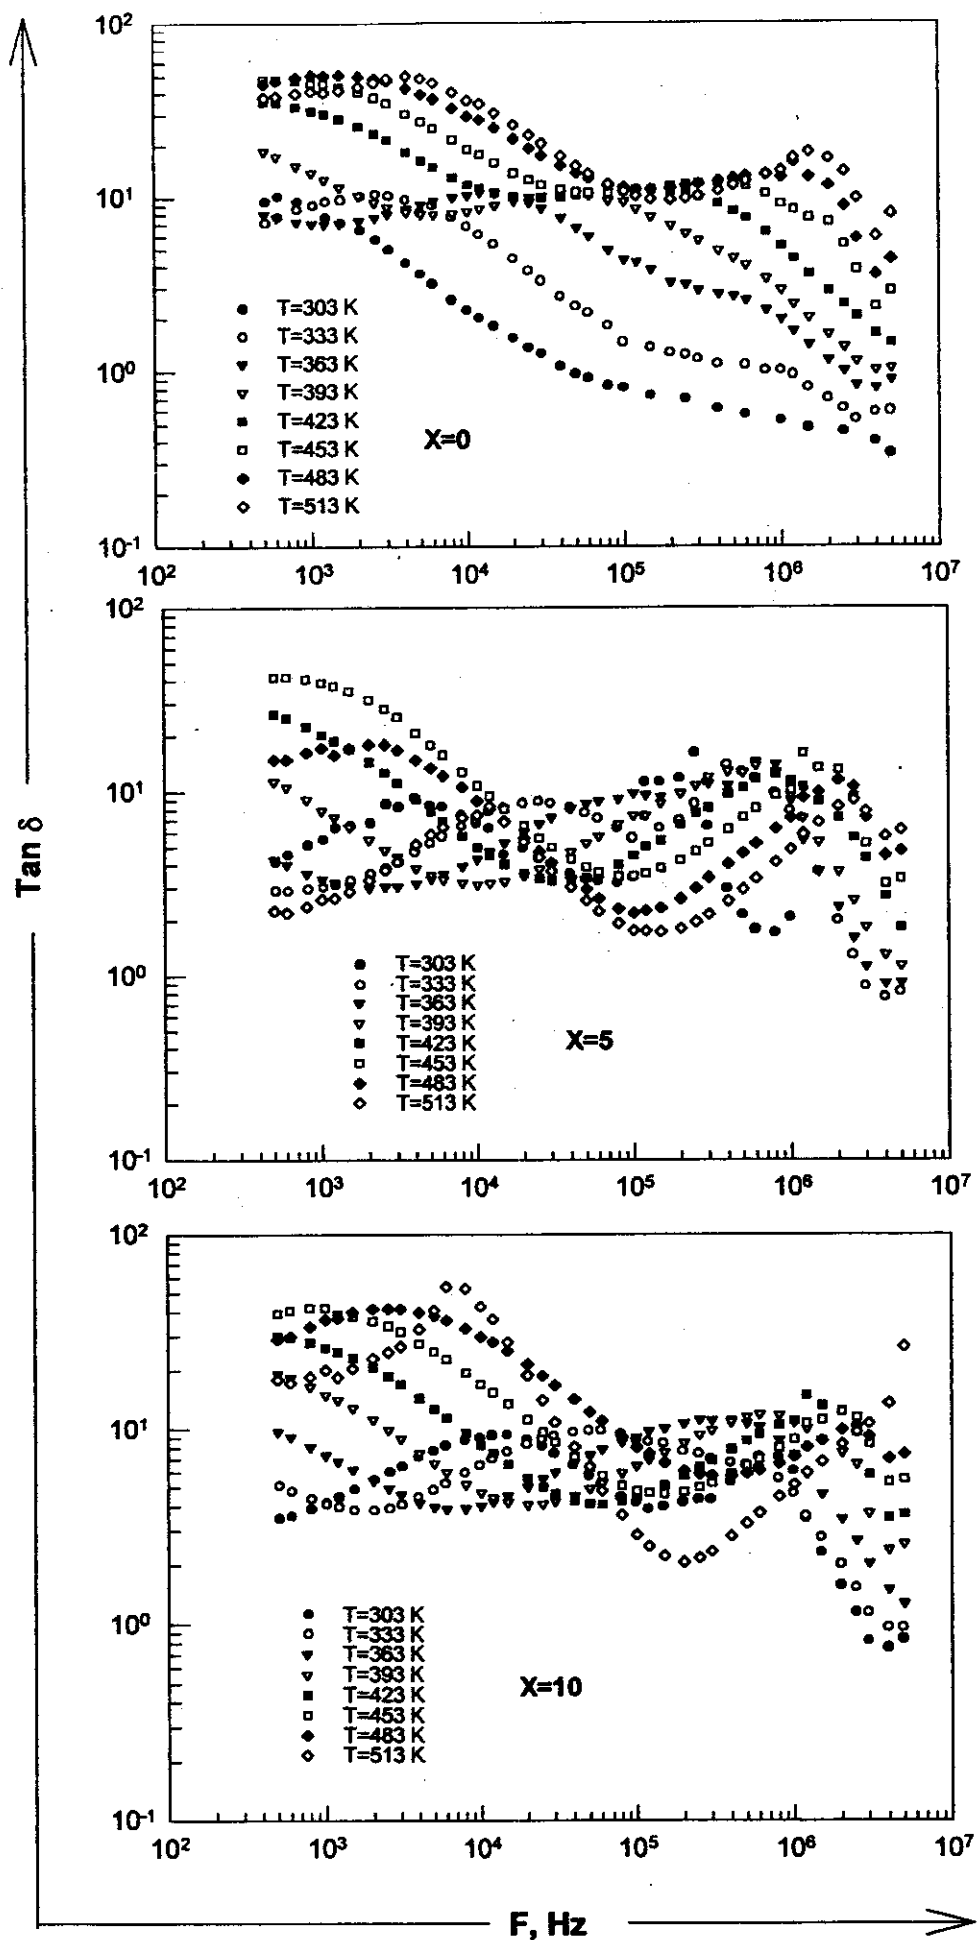 Tan δ
10²
10¹
10⁰
10⁻¹
T=303 K
T=333 K
T=363 K
T=393 K
T=423 K
T=453 K
T=483 K
T=513 K
X=0
10² 10³ 10⁴ 10⁵ 10⁶ 10⁷
10²
10¹
10⁰
10⁻¹
T=303 K
T=333 K
T=363 K
T=393 K
T=423 K
T=453 K
T=483 K
T=513 K
X=5
10² 10³ 10⁴ 10⁵ 10⁶ 10⁷
10²
10¹
10⁰
10⁻¹
T=303 K
T=333 K
T=363 K
T=393 K
T=423 K
T=453 K
T=483 K
T=513 K
X=10
10² 10³ 10⁴ 10⁵ 10⁶ 10⁷
F, Hz